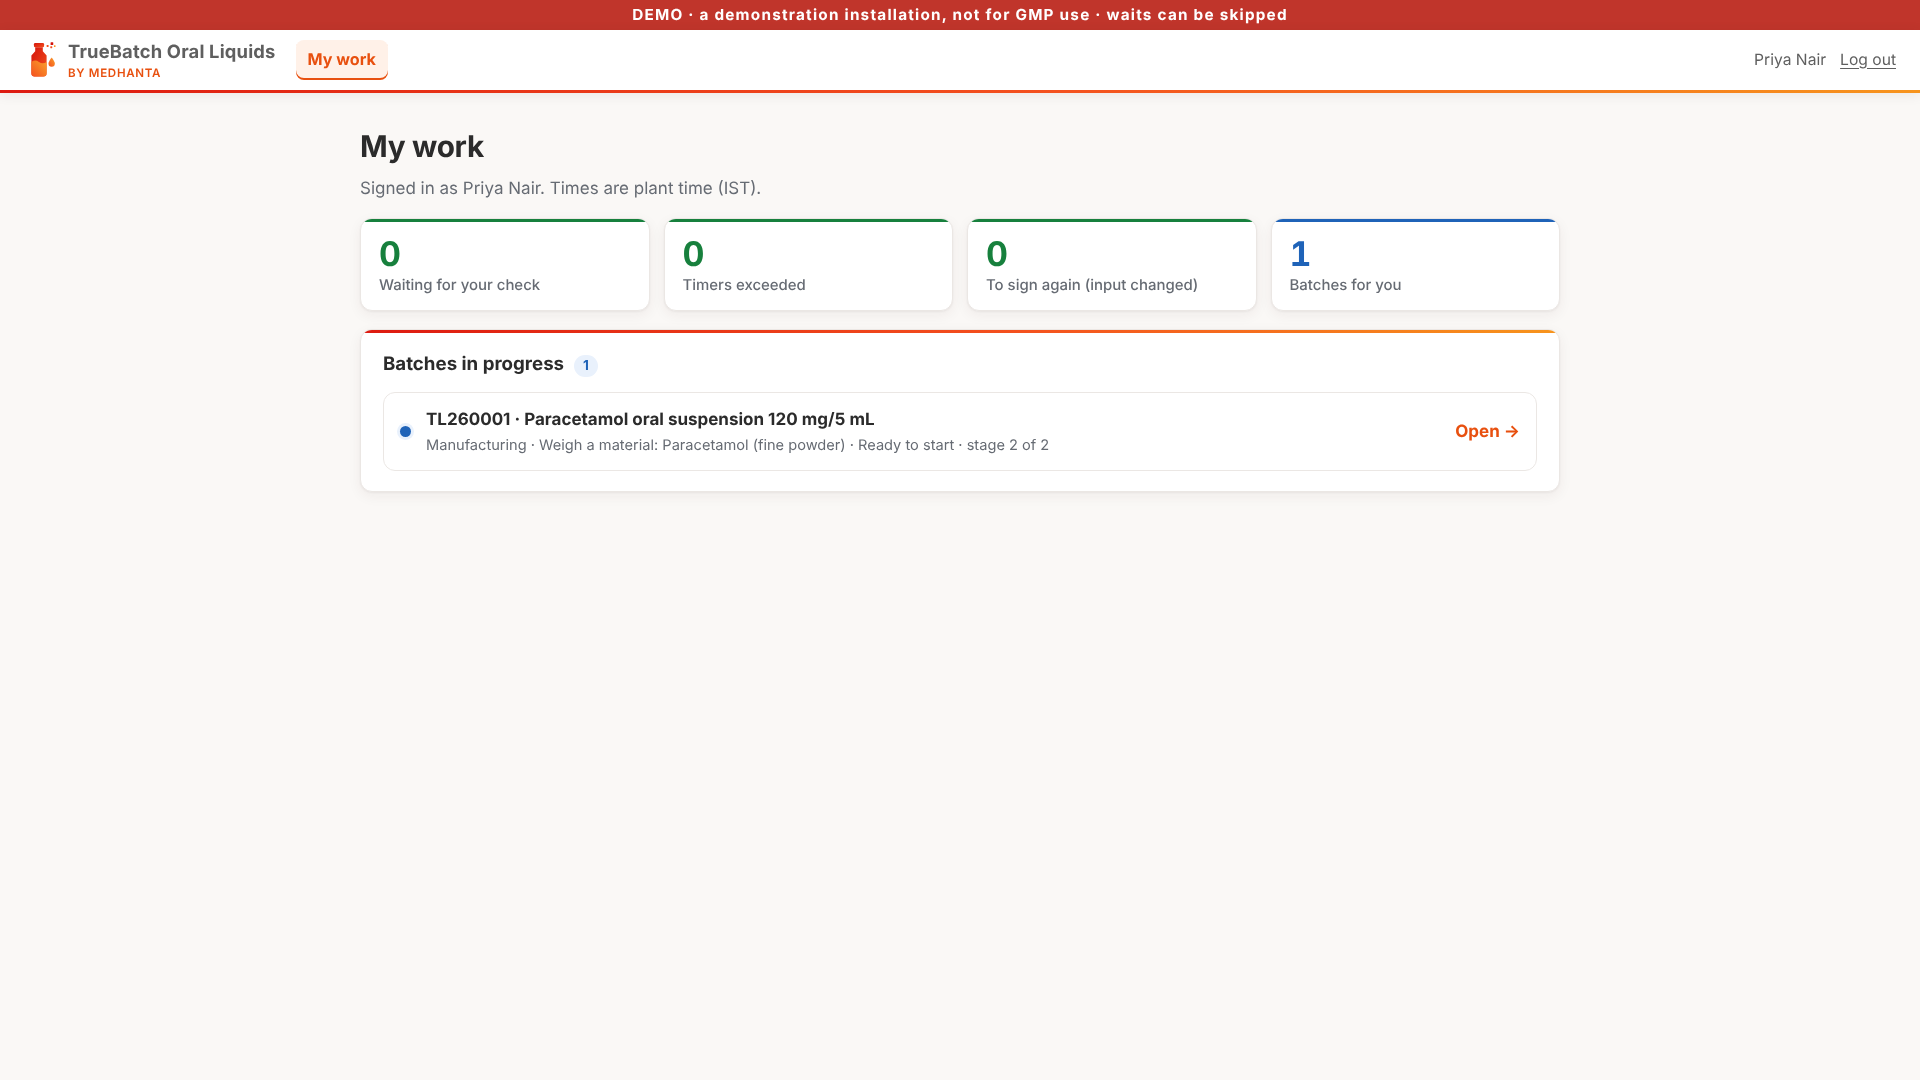 DEMO · a demonstration installation, not for GMP use · waits can be skipped
TrueBatch Oral Liquids
BY MEDHANTA
My work
Priya Nair
Log out
My work
Signed in as Priya Nair. Times are plant time (IST).
0
Waiting for your check
0
Timers exceeded
0
To sign again (input changed)
1
Batches for you
Batches in progress 1
TL260001 · Paracetamol oral suspension 120 mg/5 mL
Manufacturing · Weigh a material: Paracetamol (fine powder) · Ready to start · stage 2 of 2
Open →